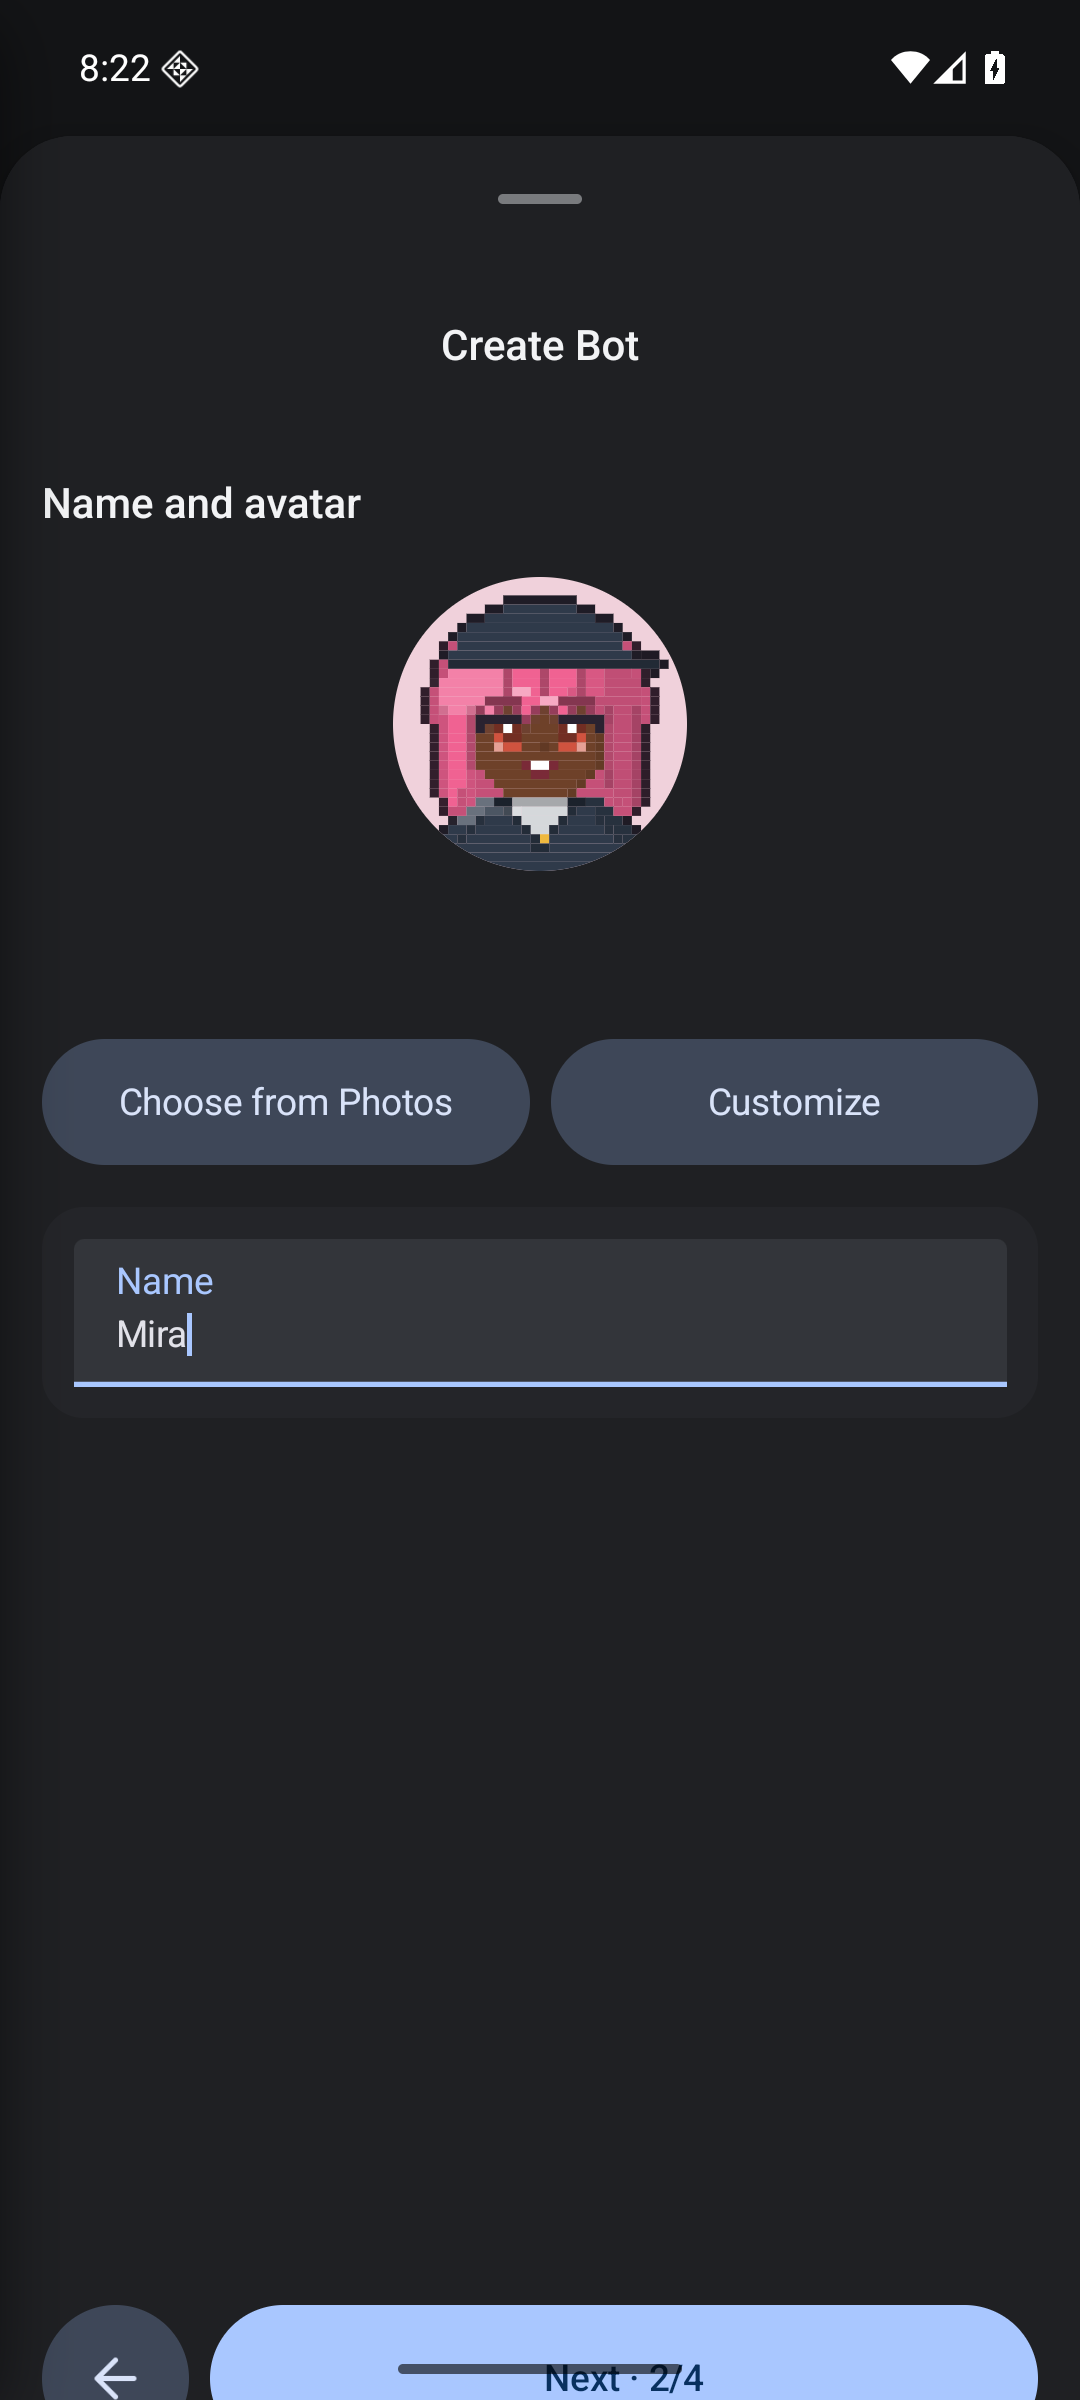 8:22
Create Bot
Name and avatar
Choose from Photos
Customize
Name
Mira
Next · 2/4